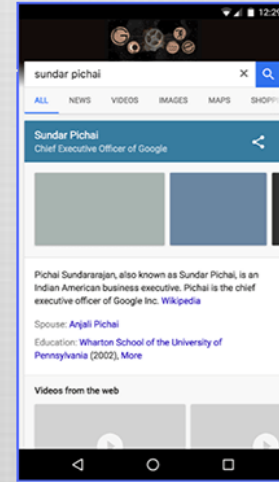 12:29
sundar pichai
ALL NEWS VIDEOS IMAGES MAPS
Sundar Pichai
Chief Executive Officer of Google
Pichai Sundararajan, also known as Sundar Pichai, is an
Indian American business executive. Pichai is the chief
executive officer of Google Inc. Wikipedia
Spouse: Anjali Pichai
Education: Wharton School of the University of
Pennsylvania (2002), More
Videos from the web